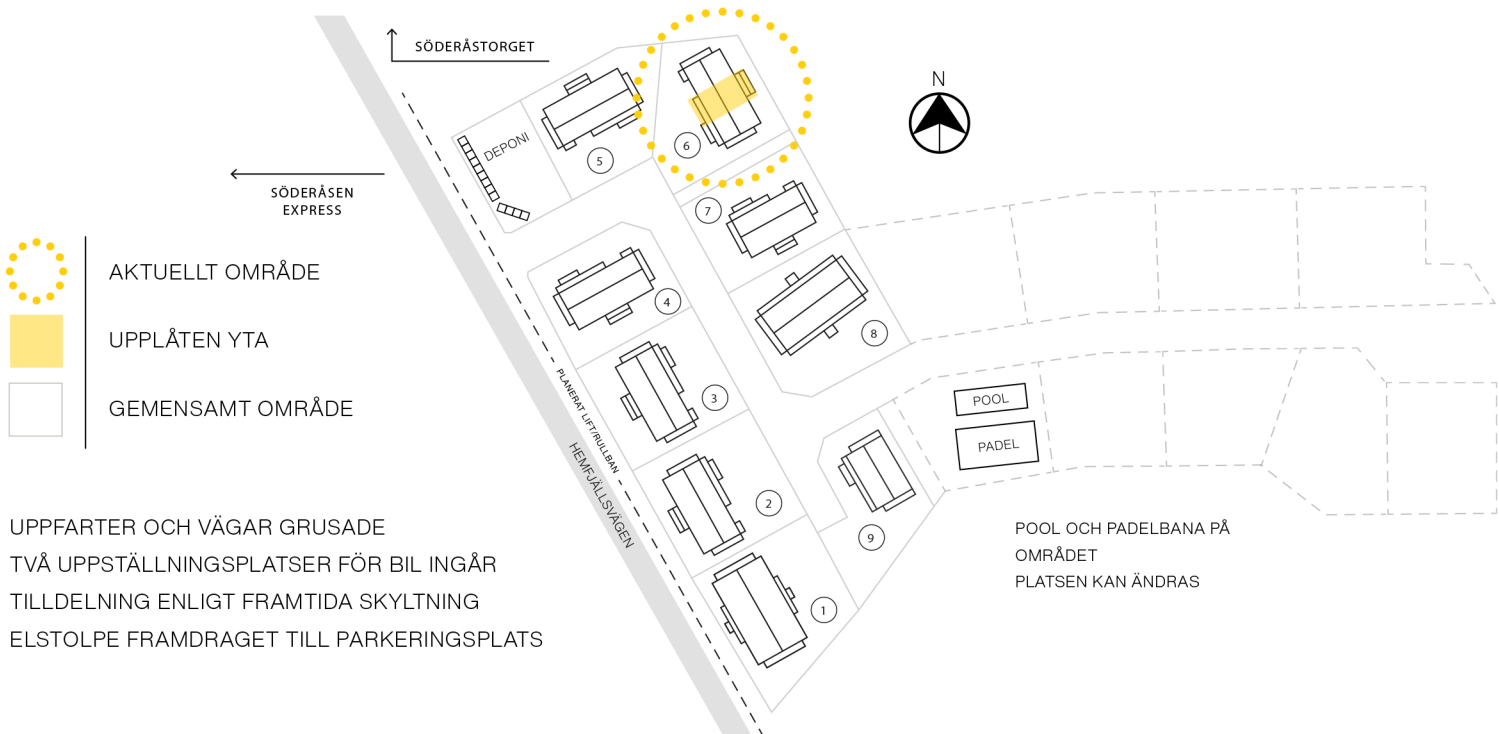 SÖDERÅSTORGET
SÖDERÅSEN
EXPRESS
N
DEPONI
5
6
7
4
8
3
2
9
1
PLANERAT LIFT/RULLBAN
HEMFJÄLLSVÄGEN
POOL
PADEL
AKTUELLT OMRÅDE
UPPLÅTEN YTA
GEMENSAMT OMRÅDE
UPPFARTER OCH VÄGAR GRUSADE
TVÅ UPPSTÄLLNINGSPLATSER FÖR BIL INGÅR
TILLDELNING ENLIGT FRAMTIDA SKYLTNING
ELSTOLPE FRAMDRAGET TILL PARKERINGSPLATS
POOL OCH PADELBANA PÅ
OMRÅDET
PLATSEN KAN ÄNDRAS